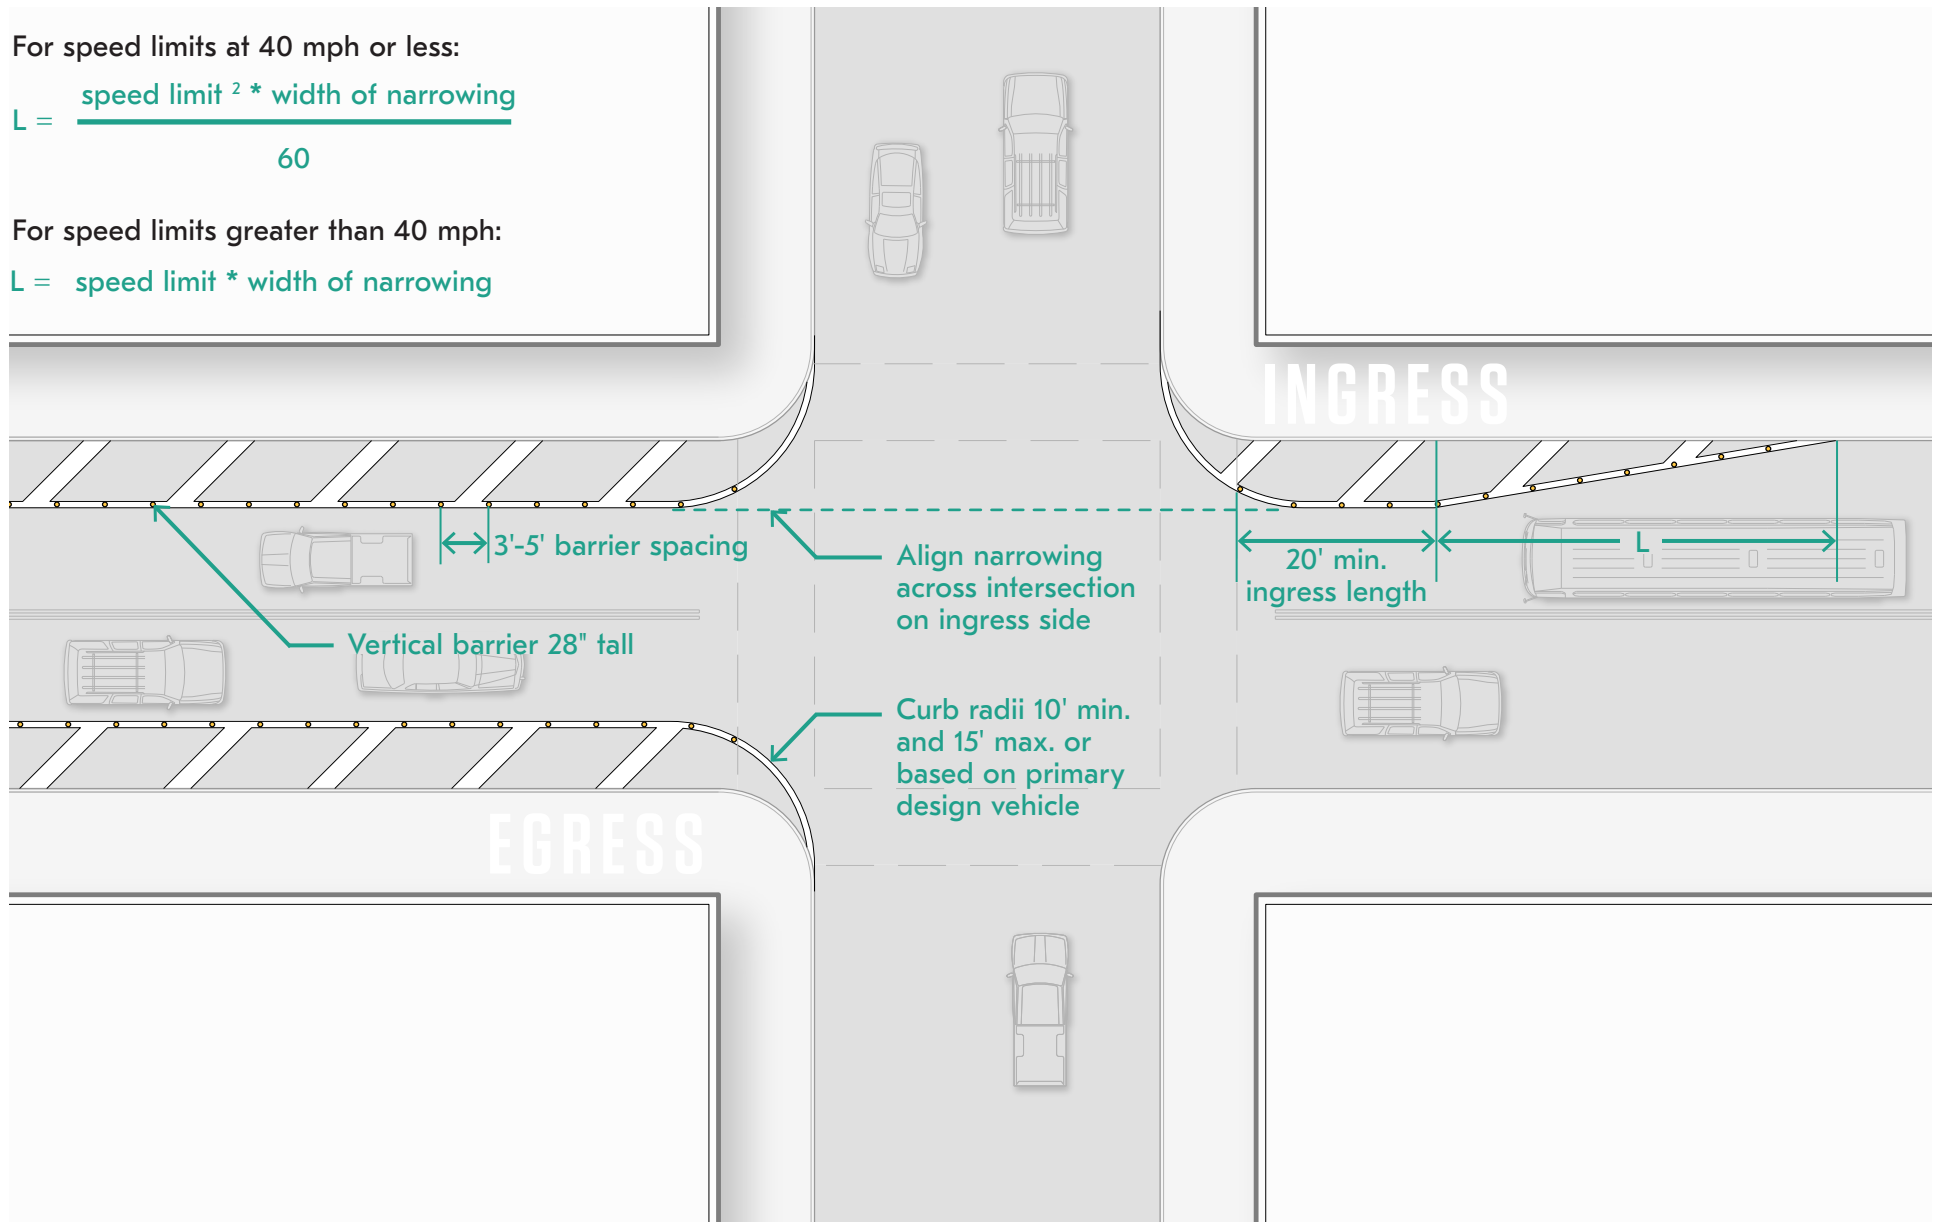 For speed limits at 40 mph or less:
L = speed limit ² * width of narrowing
60
For speed limits greater than 40 mph:
L = speed limit * width of narrowing
INGRESS
3'-5' barrier spacing
Align narrowing
across intersection
on ingress side
20' min.
ingress length
L
Vertical barrier 28" tall
Curb radii 10' min.
and 15' max. or
based on primary
design vehicle
EGRESS